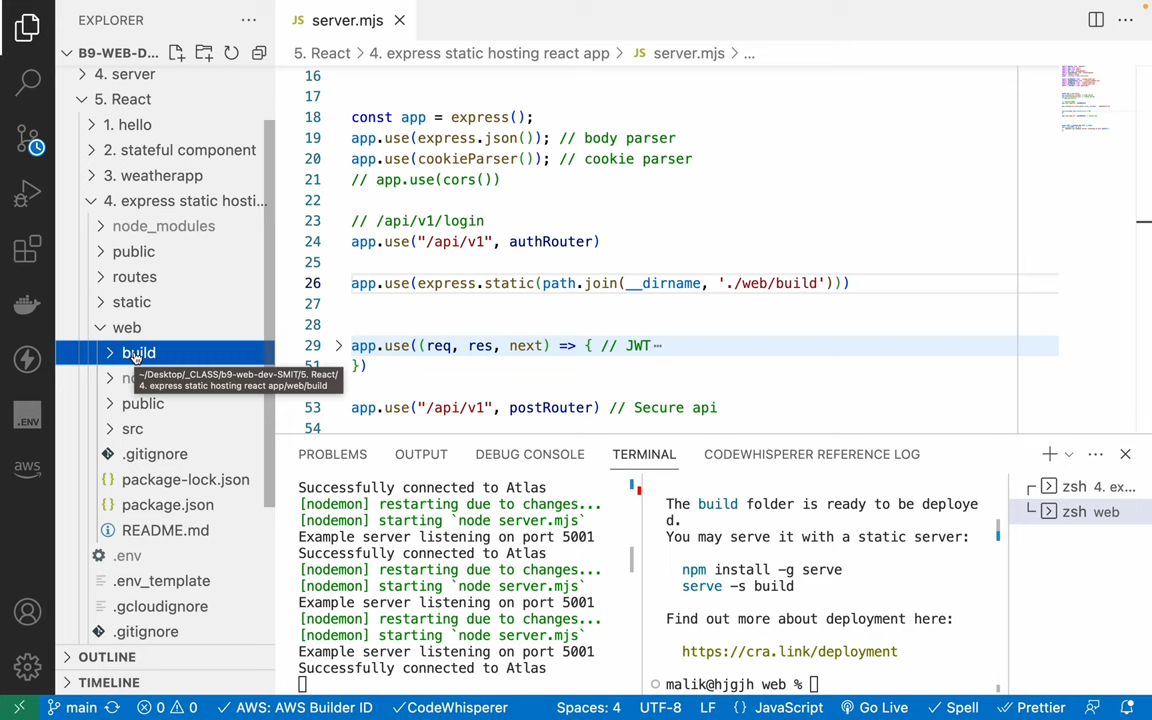 EXPLORER
B9-WEB-D...
4. server
5. React
1. hello
2. stateful component
3. weatherapp
4. express static hosti...
node_modules
public
routes
static
web
build
~/Desktop/_CLASS/b9-web-dev-SMIT/5. React/
4. express static hosting react app/web/build
public
src
.gitignore
package-lock.json
package.json
README.md
.env
.env_template
.gcloudignore
.gitignore
OUTLINE
TIMELINE
.ENV
aws
JS server.mjs
5. React > 4. express static hosting react app > JS server.mjs > ...
16
17
18 const app = express();
19 app.use(express.json()); // body parser
20 app.use(cookieParser()); // cookie parser
21 // app.use(cors())
22
23 // /api/v1/login
24 app.use("/api/v1", authRouter)
25
26 app.use(express.static(path.join(__dirname, './web/build')))
27
28
29 app.use((req, res, next) => { // JWT…
51 })
53 app.use("/api/v1", postRouter) // Secure api
54
PROBLEMS OUTPUT DEBUG CONSOLE TERMINAL CODEWHISPERER REFERENCE LOG
Successfully connected to Atlas
[nodemon] restarting due to changes...
[nodemon] starting `node server.mjs`
Example server listening on port 5001
Successfully connected to Atlas
[nodemon] restarting due to changes...
[nodemon] starting `node server.mjs`
Example server listening on port 5001
[nodemon] restarting due to changes...
[nodemon] starting `node server.mjs`
Example server listening on port 5001
Successfully connected to Atlas
The build folder is ready to be deploye
d.
You may serve it with a static server:
npm install -g serve
serve -s build
Find out more about deployment here:
https://cra.link/deployment
malik@hjgjh web %
zsh 4. ex...
zsh web
main 0 0 AWS: AWS Builder ID CodeWhisperer Spaces: 4 UTF-8 LF {} JavaScript Go Live Spell Prettier